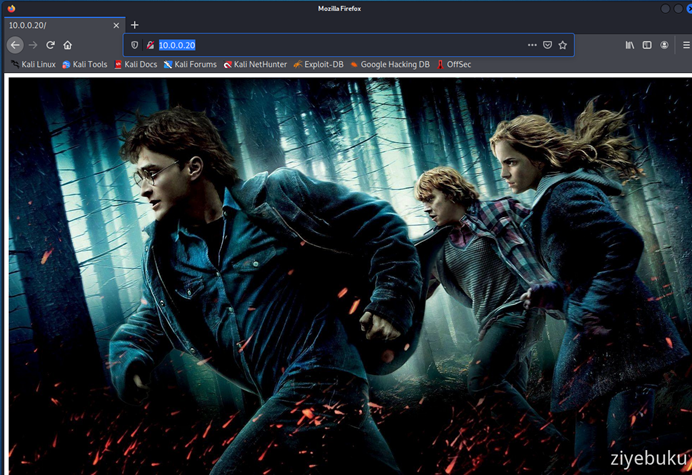 Mozilla Firefox
10.0.0.20/
10.0.0.20
Kali Linux Kali Tools Kali Docs Kali Forums Kali NetHunter Exploit-DB Google Hacking DB OffSec
ziyebuku